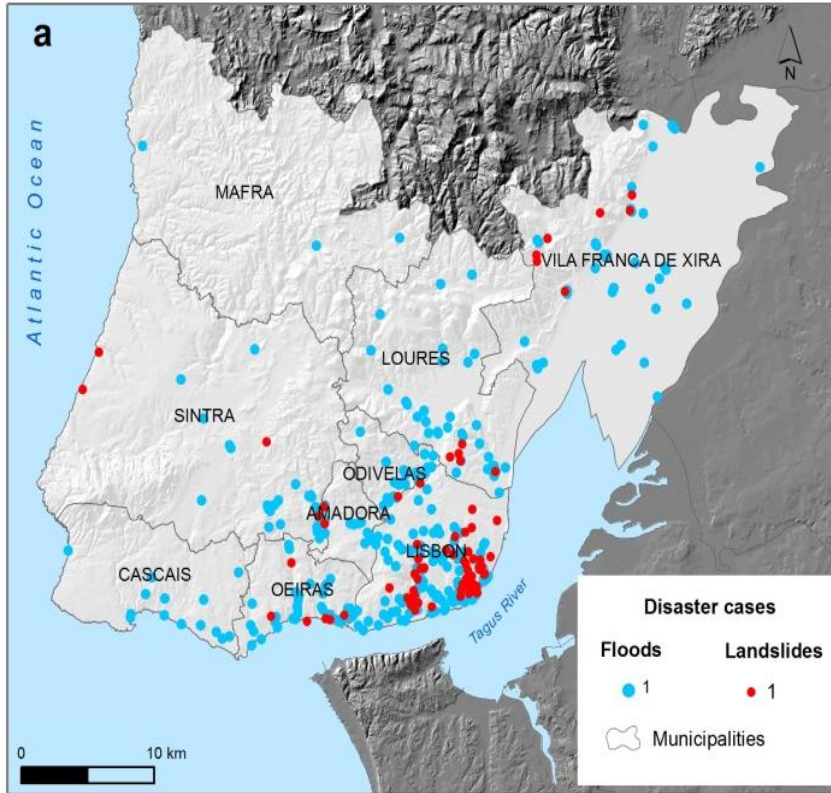 a
N
Atlantic Ocean
MAFRA
VILA FRANCA DE XIRA
LOURES
SINTRA
ODIVELAS
AMADORA
LISBON
CASCAIS
OEIRAS
Tagus River
Disaster cases
Floods Landslides
1 1
Municipalities
0 10 km